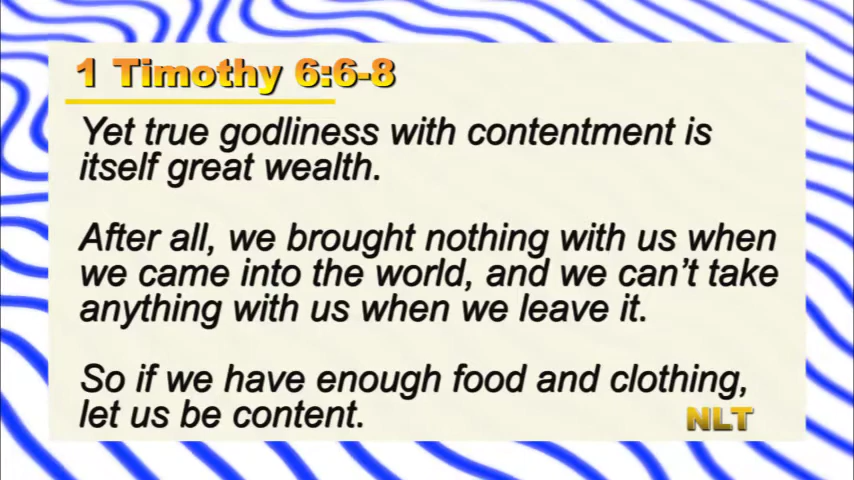 1 Timothy 6:6-8
Yet true godliness with contentment is
itself great wealth.
After all, we brought nothing with us when
we came into the world, and we can't take
anything with us when we leave it.
So if we have enough food and clothing,
let us be content.
NLT